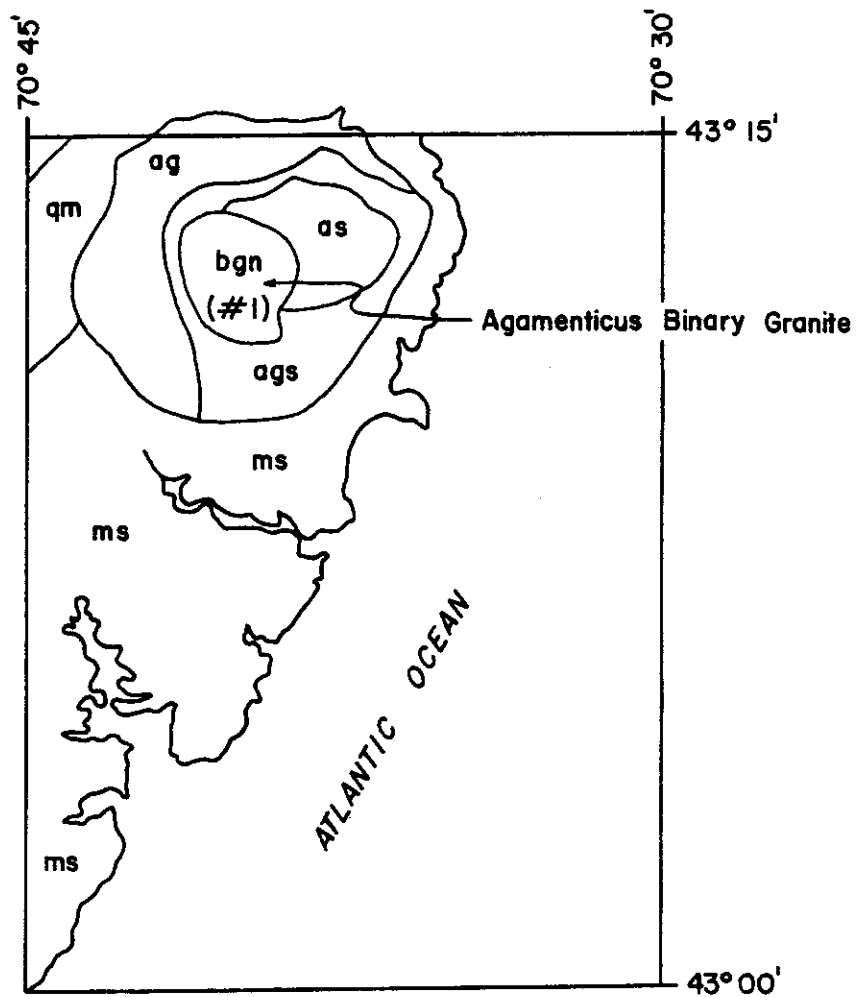 70° 45'
70° 30'
43° 15'
ag
qm
as
bgn
(#1)
Agamenticus Binary Granite
ags
ms
ms
ATLANTIC OCEAN
ms
43° 00'